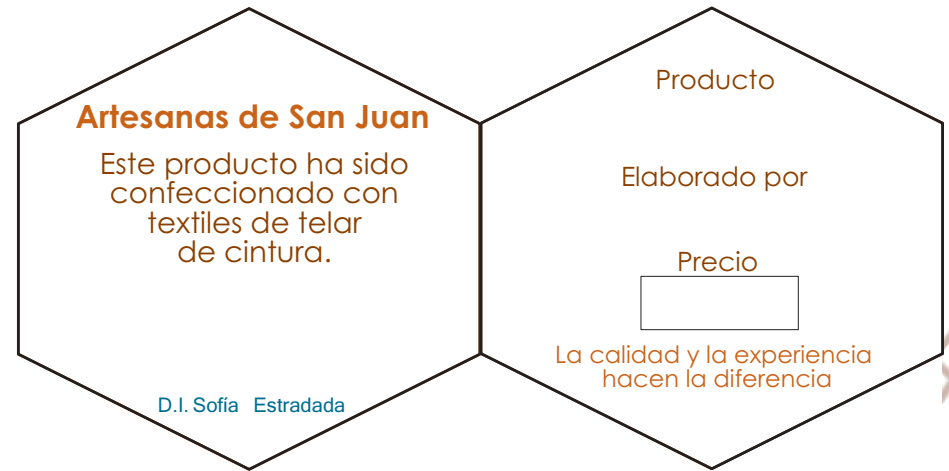 Artesanas de San Juan
Este producto ha sido
confeccionado con
textiles de telar
de cintura.
D.I. Sofía Estradada
Producto
Elaborado por
Precio
La calidad y la experiencia
hacen la diferencia